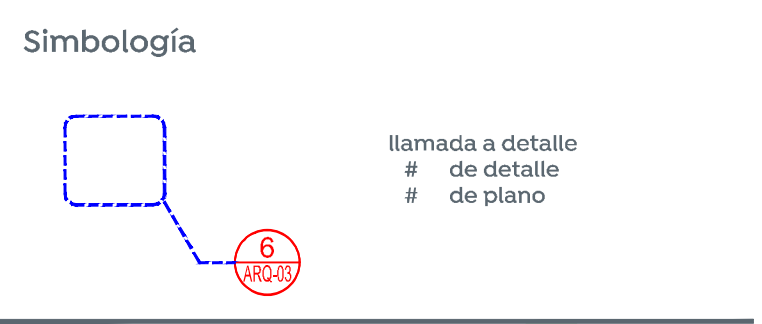 Simbología
llamada a detalle
# de detalle
# de plano
6
ARQ-03